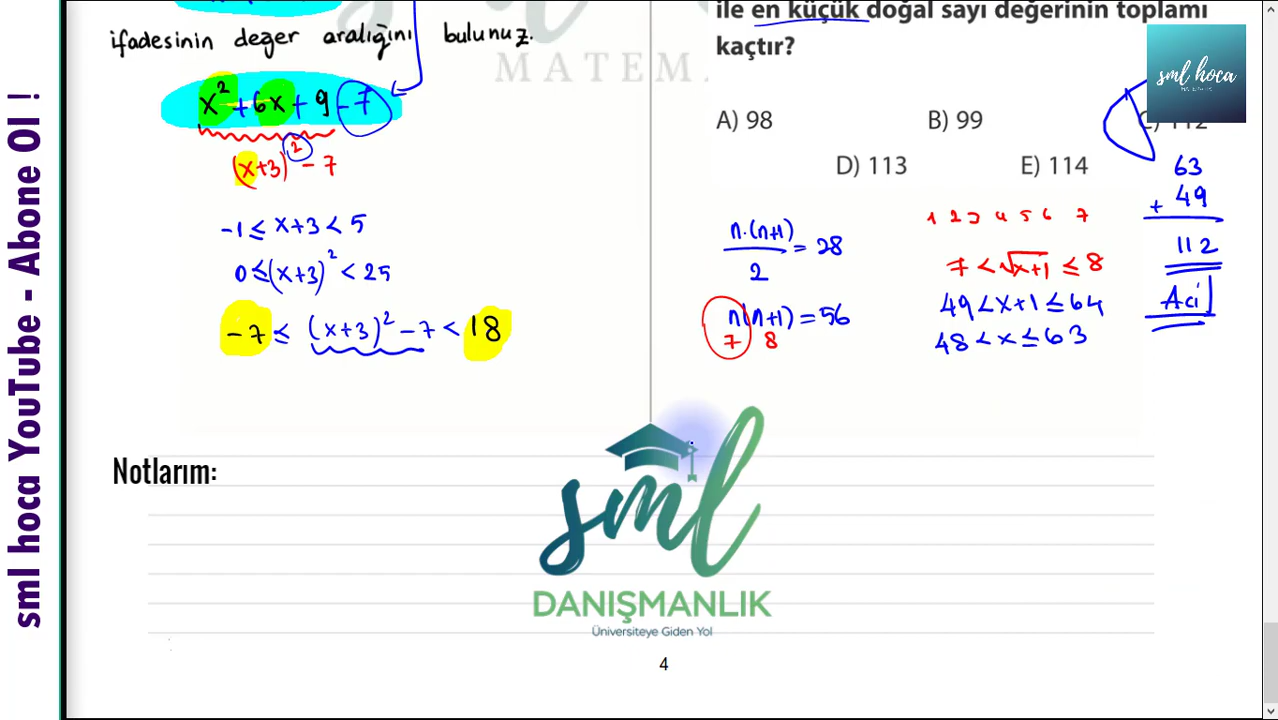 sml hoca YouTube - Abone Ol !
ifadesinin değer aralığını bulunuz.
x² + 6x + 9 - 7
(x+3)² - 7
-1 ≤ x+3 < 5
0 ≤ (x+3)² < 25
-7 ≤ (x+3)² - 7 < 18
ile en küçük doğal sayı değerinin toplamı
kaçtır?
MATEM
sml hoca
A) 98
B) 99
C) 112
D) 113
E) 114
n.(n+1)/2 = 28
n(n+1) = 56
7 8
1 2 3 4 5 6 7
7 < √x+1 ≤ 8
49 < x+1 ≤ 64
48 < x ≤ 63
63
+ 49
112
Aci
Notlarım:
sml
DANIŞMANLIK
Üniversiteye Giden Yol
4